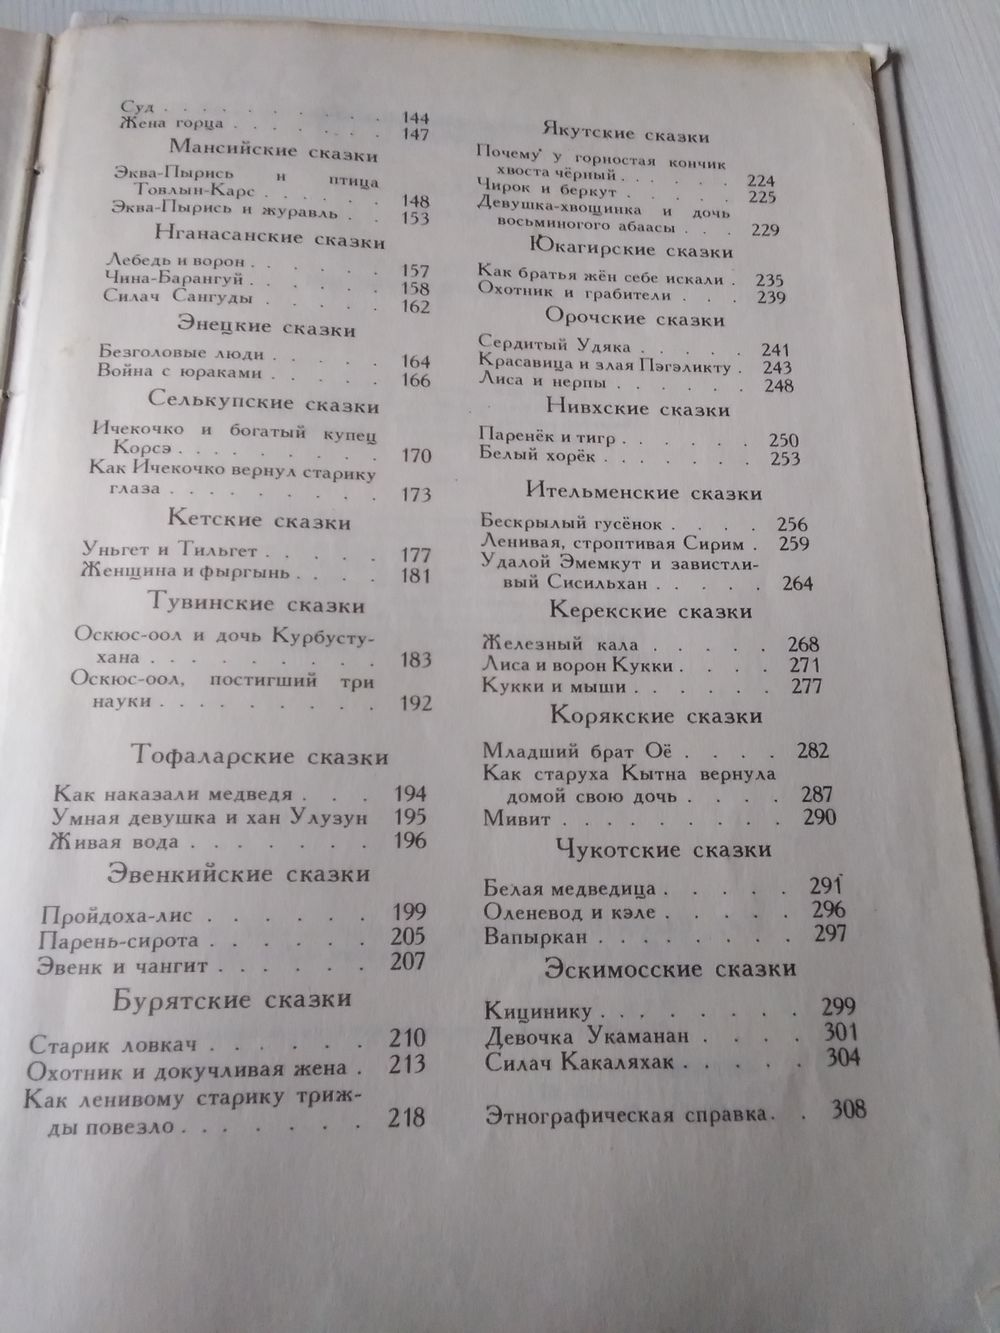 Суд . . . . . . . . . 144
Жена горца . . . . . . . 147
Мансийские сказки
Эква-Пырись и птица
Товлын-Карс . . . . . . 148
Эква-Пырись и журавль . . 153
Нганасанские сказки
Лебедь и ворон . . . . . . 157
Чина-Барангуй . . . . . . 158
Силач Сангуды . . . . . 162
Энецкие сказки
Безголовые люди . . . . . 164
Война с юраками . . . . . 166
Селькупские сказки
Ичекочко и богатый купец
Корсэ . . . . . . . . . 170
Как Ичекочко вернул старику
глаза . . . . . . . . . 173
Кетские сказки
Уньгет и Тильгет . . . . . 177
Женщина и фыргынь . . . . 181
Тувинские сказки
Оскюс-оол и дочь Курбусту-
хана . . . . . . . . . 183
Оскюс-оол, постигший три
науки . . . . . . . . . 192
Тофаларские сказки
Как наказали медведя . . . 194
Умная девушка и хан Улузун 195
Живая вода . . . . . . . 196
Эвенкийские сказки
Пройдоха-лис . . . . . . 199
Парень-сирота . . . . . . 205
Эвенк и чангит . . . . . . 207
Бурятские сказки
Старик ловкач . . . . . . 210
Охотник и докучливая жена . 213
Как ленивому старику триж-
ды повезло . . . . . . . 218
Якутские сказки
Почему у горностая кончик
хвоста чёрный . . . . . . 224
Чирок и беркут . . . . . 225
Девушка-хвощинка и дочь
восьминогого абаасы . . . 229
Юкагирские сказки
Как братья жён себе искали . 235
Охотник и грабители . . . 239
Орочские сказки
Сердитый Удяка . . . . . 241
Красавица и злая Пэгэликту . 243
Лиса и нерпы . . . . . . 248
Нивхские сказки
Паренёк и тигр . . . . . . 250
Белый хорёк . . . . . . . 253
Ительменские сказки
Бескрылый гусёнок . . . . 256
Ленивая, строптивая Сирим . 259
Удалой Эмемкут и завистли-
вый Сисильхан . . . . . 264
Керекские сказки
Железный кала . . . . . 268
Лиса и ворон Кукки . . . . 271
Кукки и мыши . . . . . . 277
Корякские сказки
Младший брат Оё . . . . 282
Как старуха Кытна вернула
домой свою дочь . . . . 287
Мивит . . . . . . . . . 290
Чукотские сказки
Белая медведица . . . . . 291
Оленевод и кэле . . . . . 296
Вапыркан . . . . . . . . 297
Эскимосские сказки
Кицинику . . . . . . . . 299
Девочка Укаманан . . . . 301
Силач Какаляхак . . . . . 304
Этнографическая справка . . 308